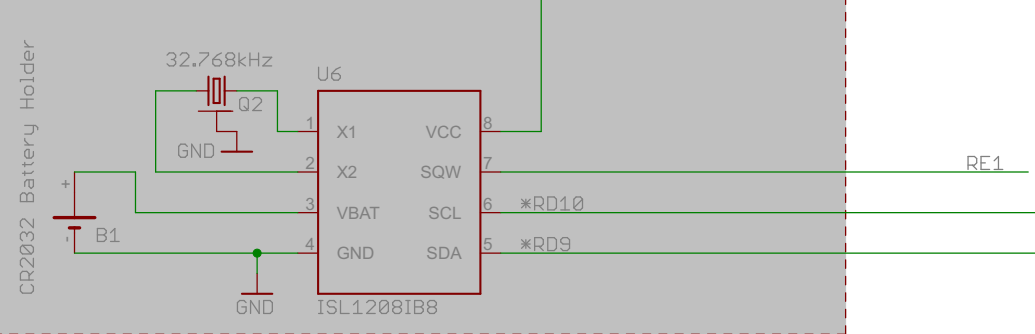 CR2032 Battery Holder
32.768kHz
Q2
GND
U6
1 X1 VCC 8
2 X2 SQW 7 RE1
3 VBAT SCL 6 *RD10
4 GND SDA 5 *RD9
+
-
B1
GND
ISL1208IB8